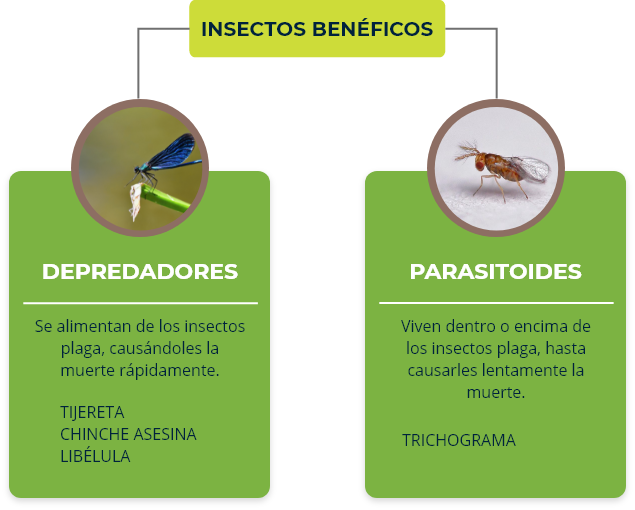 INSECTOS BENÉFICOS
DEPREDADORES
Se alimentan de los insectos
plaga, causándoles la
muerte rápidamente.
TIJERETA
CHINCHE ASESINA
LIBÉLULA
PARASITOIDES
Viven dentro o encima de
los insectos plaga, hasta
causarles lentamente la
muerte.
TRICHOGRAMA